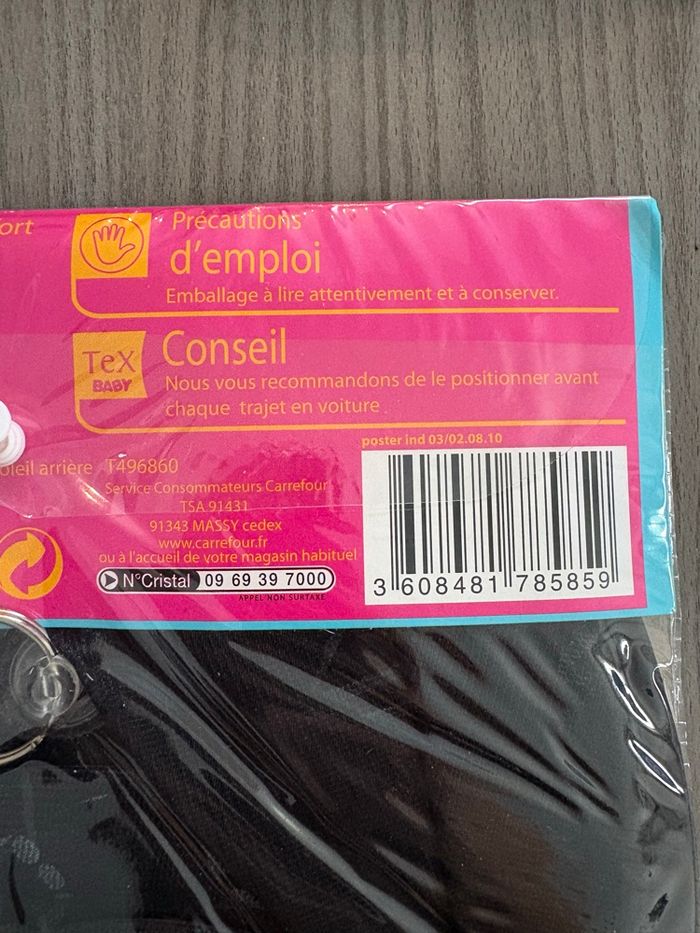 ort
Précautions
d'emploi
Emballage à lire attentivement et à conserver.
TeX
BABY
Conseil
Nous vous recommandons de le positionner avant
chaque trajet en voiture
poster ind 03/02.08.10
oleil arrière T496860
Service Consommateurs Carrefour
TSA 91431
91343 MASSY cedex
www.carrefour.fr
ou à l'accueil de votre magasin habituel
N°Cristal 09 69 39 7000
APPEL NON SURTAXE
3 608481 785859